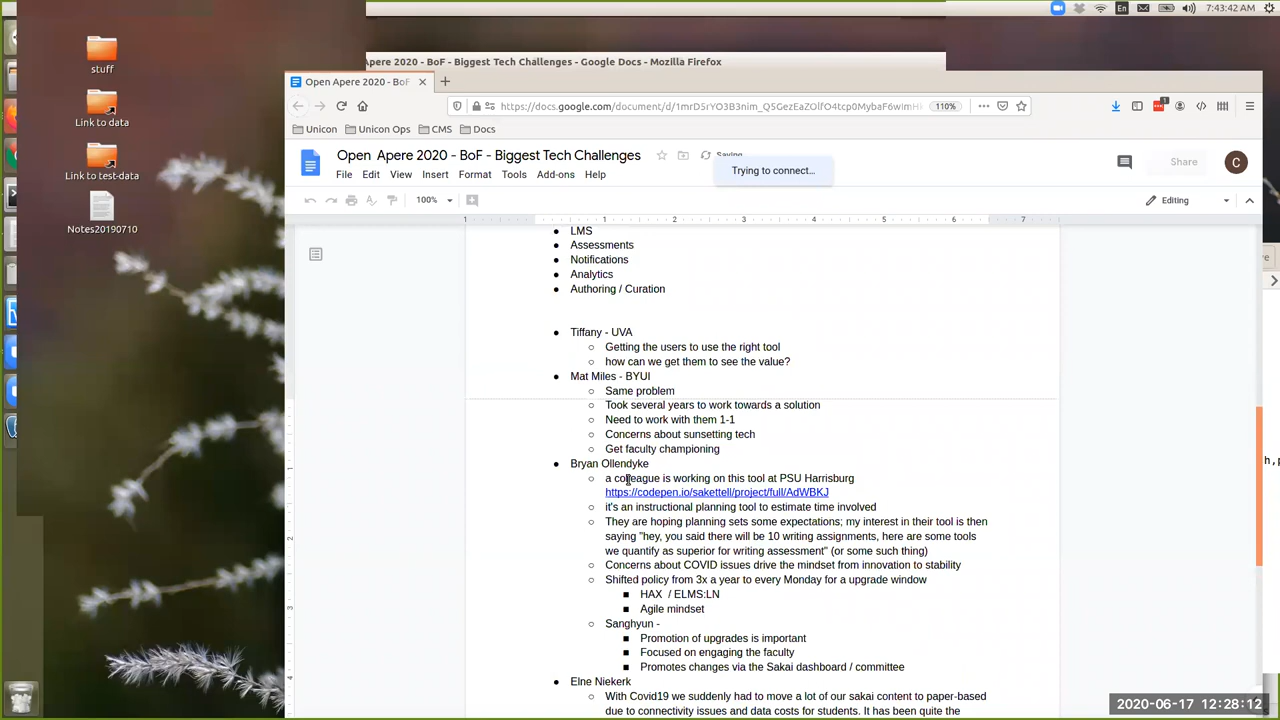 En
7:43:42 AM
stuff
Link to data
Link to test-data
Notes20190710
Apere 2020 - BoF - Biggest Tech Challenges - Google Docs - Mozilla Firefox
Open Apere 2020 - BoF
110%
Unicon
Unicon Ops
CMS
Docs
Open Apere 2020 - BoF - Biggest Tech Challenges
Saving
Trying to connect...
File Edit View Insert Format Tools Add-ons Help
Share
C
100%
Editing
1 1 2 3 4 5 6 7
LMS
Assessments
Notifications
Analytics
Authoring / Curation
Tiffany - UVA
Getting the users to use the right tool
how can we get them to see the value?
Mat Miles - BYUI
Same problem
Took several years to work towards a solution
Need to work with them 1-1
Concerns about sunsetting tech
Get faculty championing
Bryan Ollendyke
a colleague is working on this tool at PSU Harrisburg
https://codepen.io/sakettell/project/full/AdWBKJ
it's an instructional planning tool to estimate time involved
They are hoping planning sets some expectations; my interest in their tool is then
saying "hey, you said there will be 10 writing assignments, here are some tools
we quantify as superior for writing assessment" (or some such thing)
Concerns about COVID issues drive the mindset from innovation to stability
Shifted policy from 3x a year to every Monday for a upgrade window
HAX / ELMS:LN
Agile mindset
Sanghyun -
Promotion of upgrades is important
Focused on engaging the faculty
Promotes changes via the Sakai dashboard / committee
Elne Niekerk
With Covid19 we suddenly had to move a lot of our sakai content to paper-based
due to connectivity issues and data costs for students. It has been quite the
2020-06-17 12:28:12